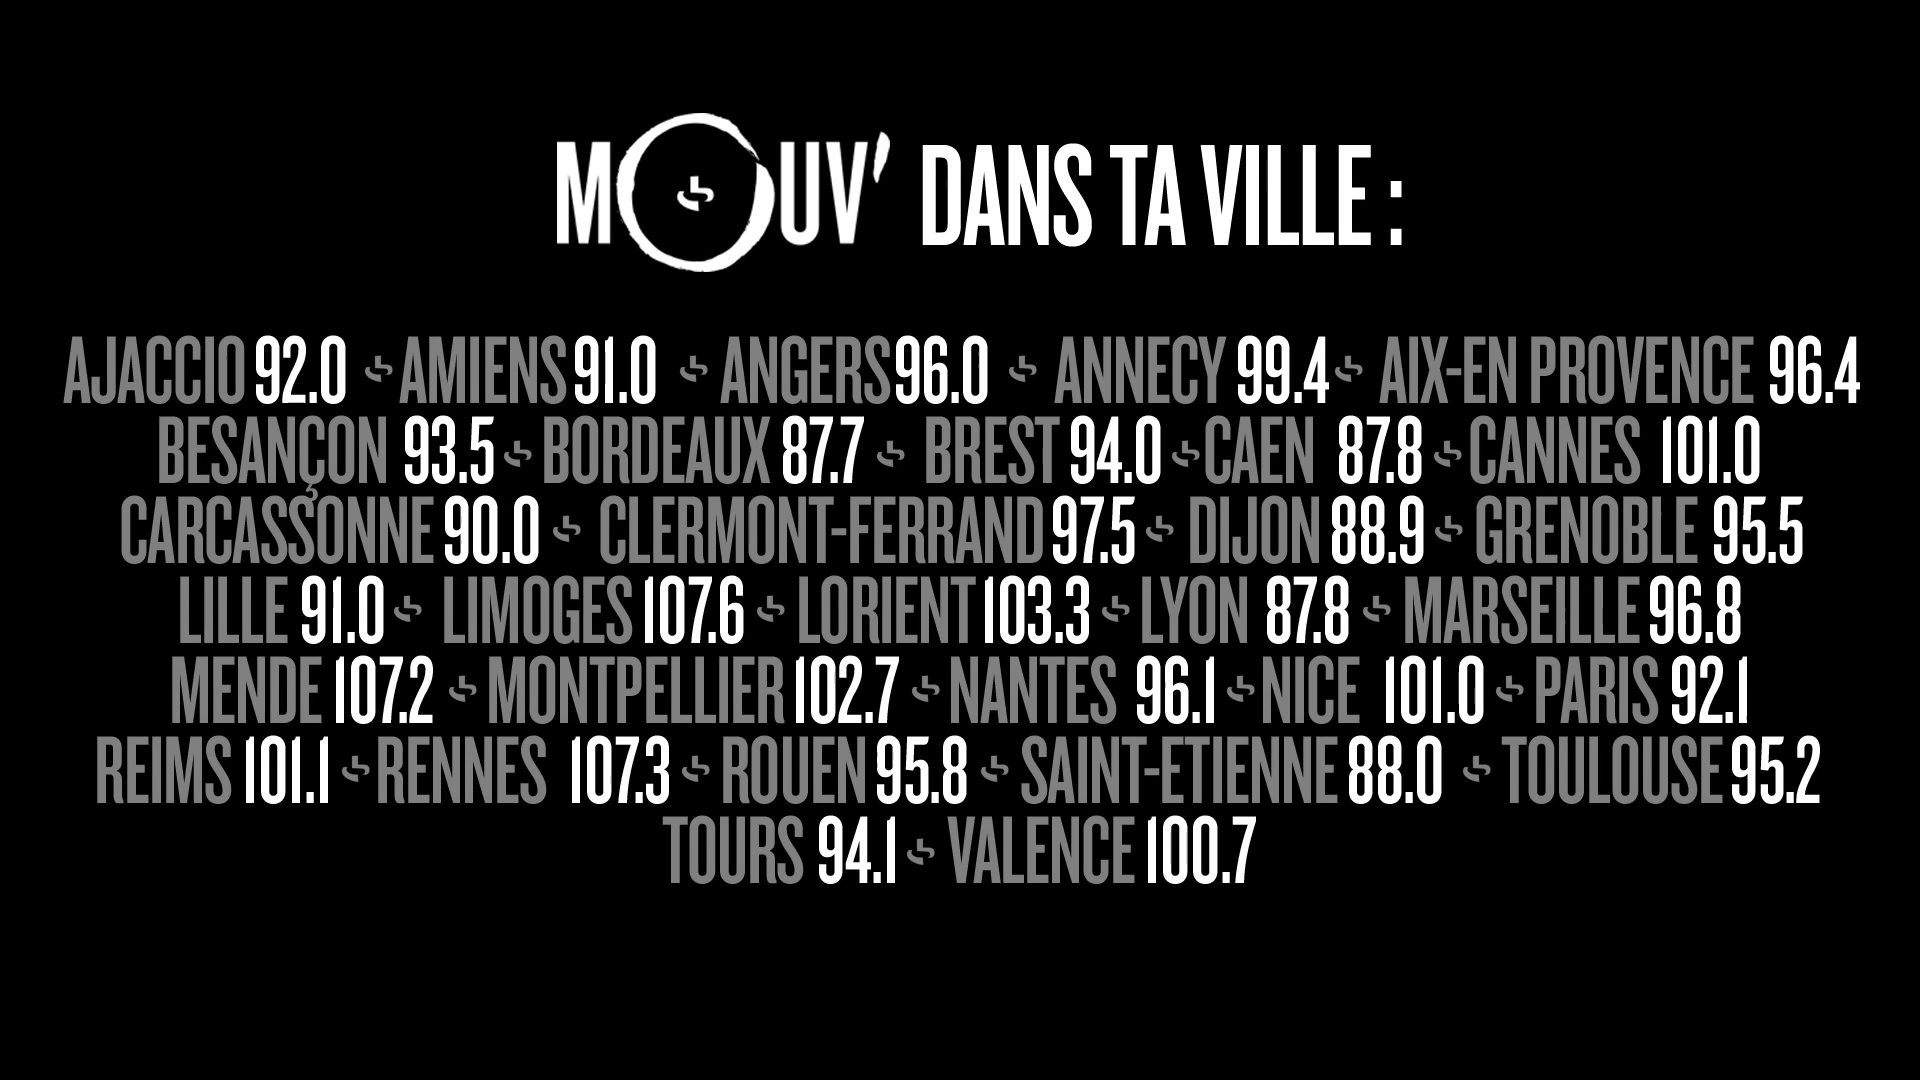 MOUV' DANS TA VILLE :
AJACCIO 92.0 AMIENS 91.0 ANGERS 96.0 ANNECY 99.4 AIX-EN PROVENCE 96.4
BESANÇON 93.5 BORDEAUX 87.7 BREST 94.0 CAEN 87.8 CANNES 101.0
CARCASSONNE 90.0 CLERMONT-FERRAND 97.5 DIJON 88.9 GRENOBLE 95.5
LILLE 91.0 LIMOGES 107.6 LORIENT 103.3 LYON 87.8 MARSEILLE 96.8
MENDE 107.2 MONTPELLIER 102.7 NANTES 96.1 NICE 101.0 PARIS 92.1
REIMS 101.1 RENNES 107.3 ROUEN 95.8 SAINT-ETIENNE 88.0 TOULOUSE 95.2
TOURS 94.1 VALENCE 100.7